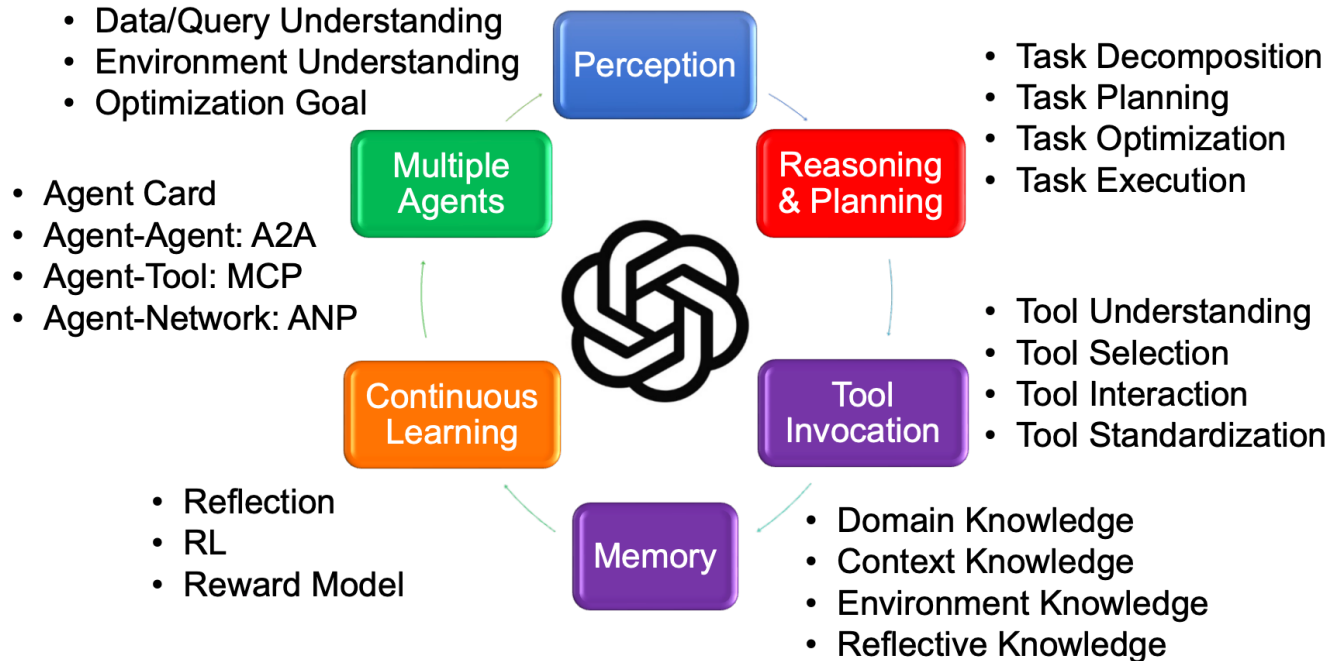 • Data/Query Understanding
• Environment Understanding
• Optimization Goal
Perception
• Task Decomposition
• Task Planning
• Task Optimization
• Task Execution
Reasoning
& Planning
• Tool Understanding
• Tool Selection
• Tool Interaction
• Tool Standardization
Tool
Invocation
• Domain Knowledge
• Context Knowledge
• Environment Knowledge
• Reflective Knowledge
Memory
• Reflection
• RL
• Reward Model
Continuous
Learning
• Agent Card
• Agent-Agent: A2A
• Agent-Tool: MCP
• Agent-Network: ANP
Multiple
Agents